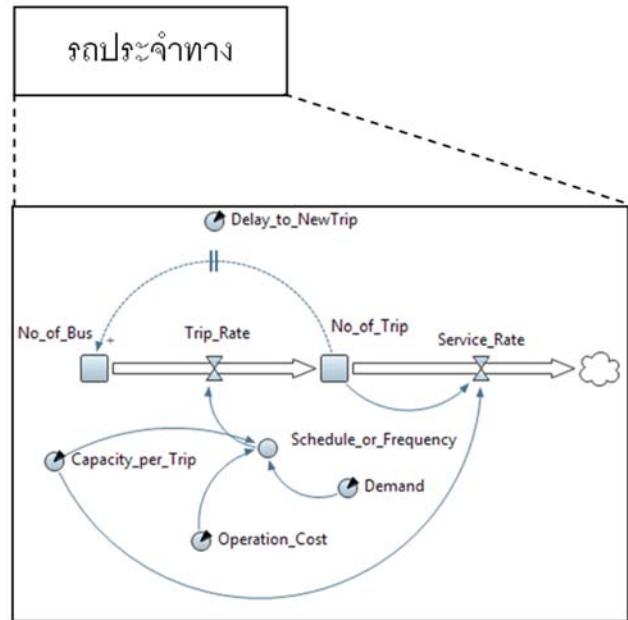 รถประจำทาง
Delay_to_NewTrip
No_of_Bus
Trip_Rate
No_of_Trip
Service_Rate
Schedule_or_Frequency
Capacity_per_Trip
Demand
Operation_Cost